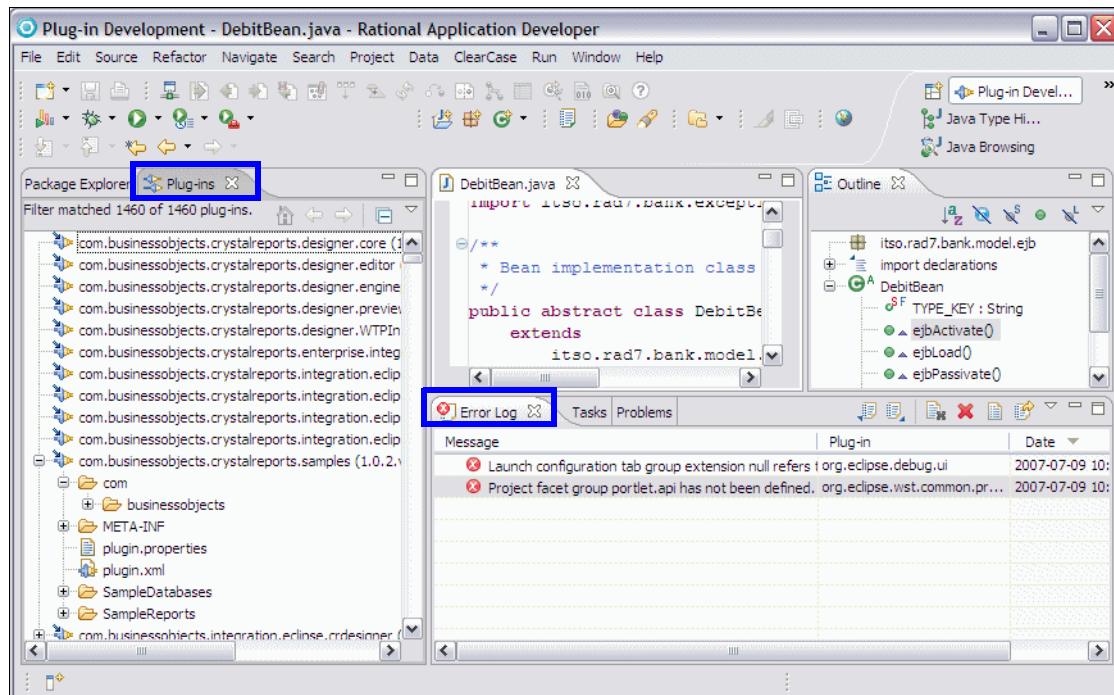 Plug-in Development - DebitBean.java - Rational Application Developer
File Edit Source Refactor Navigate Search Project Data ClearCase Run Window Help
Plug-in Devel...
Java Type Hi...
Java Browsing
Package Explorer Plug-ins
Filter matched 1460 of 1460 plug-ins.
com.businessobjects.crystalreports.designer.core (1
com.businessobjects.crystalreports.designer.editor (
com.businessobjects.crystalreports.designer.engine
com.businessobjects.crystalreports.designer.previe
com.businessobjects.crystalreports.designer.WTPIn
com.businessobjects.crystalreports.enterprise.integ
com.businessobjects.crystalreports.integration.eclip
com.businessobjects.crystalreports.integration.eclip
com.businessobjects.crystalreports.integration.eclip
com.businessobjects.crystalreports.integration.eclip
com.businessobjects.crystalreports.samples (1.0.2.v
com
businessobjects
META-INF
plugin.properties
plugin.xml
SampleDatabases
SampleReports
com.businessobjects.integration.eclipse.crdesigner (
DebitBean.java
import itso.rad7.bank.excepti
/**
* Bean implementation class
*/
public abstract class DebitBe
extends
itso.rad7.bank.model.
Outline
itso.rad7.bank.model.ejb
import declarations
DebitBean
TYPE_KEY : String
ejbActivate()
ejbLoad()
ejbPassivate()
Error Log Tasks Problems
Message Plug-in Date
Launch configuration tab group extension null refers t org.eclipse.debug.ui 2007-07-09 10:
Project facet group portlet.api has not been defined. org.eclipse.wst.common.pr... 2007-07-09 10: